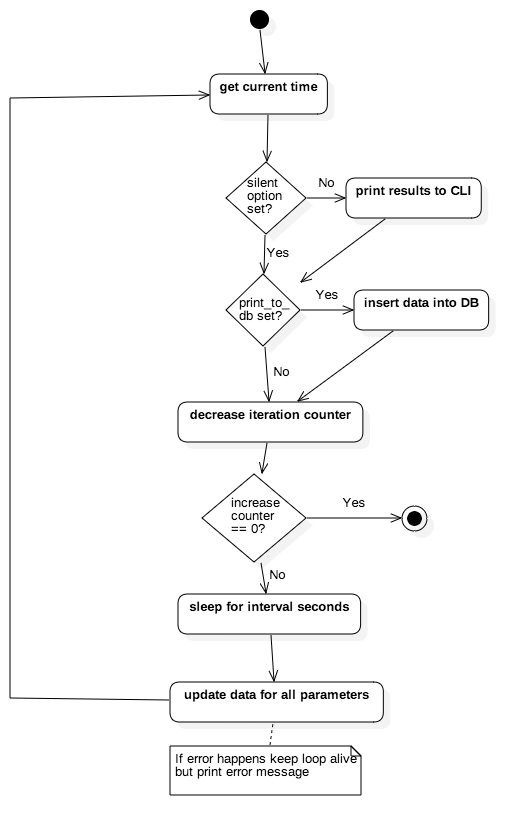 get current time
silent
option
set?
No
print results to CLI
Yes
print_to_
db set?
Yes
insert data into DB
No
decrease iteration counter
increase
counter
== 0?
Yes
No
sleep for interval seconds
update data for all parameters
If error happens keep loop alive
but print error message